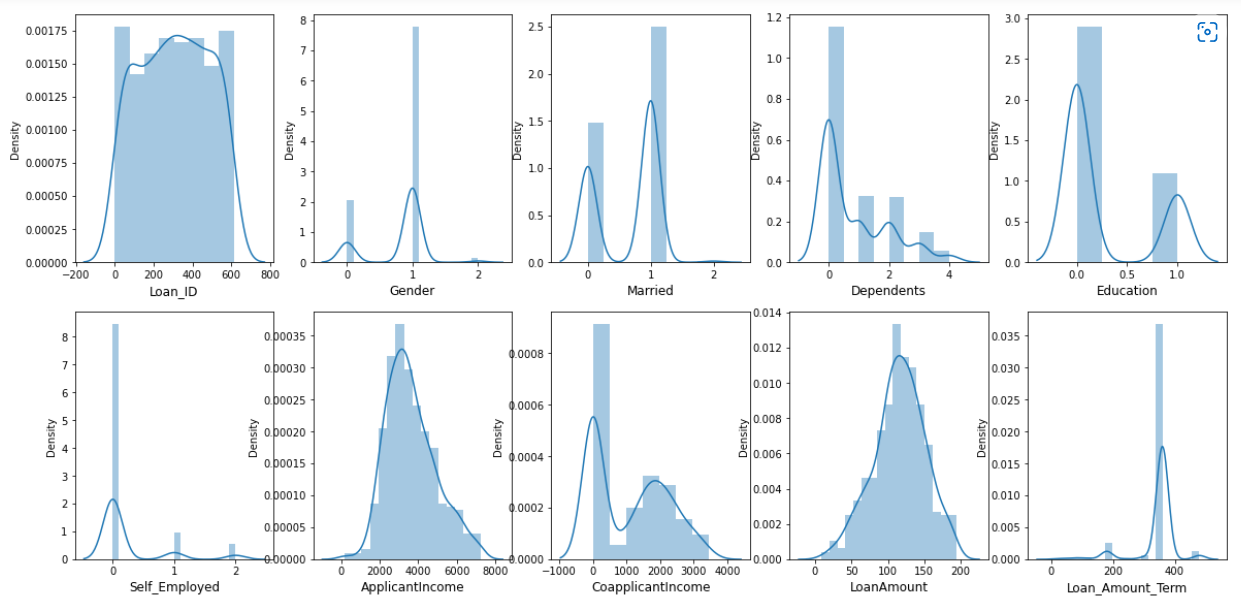 0.00175
0.00150
0.00125
0.00100
0.00075
0.00050
0.00025
0.00000
Density
−200 0 200 400 600 800
Loan_ID
8
7
6
5
4
3
2
1
0
Density
0 1 2
Gender
2.5
2.0
1.5
1.0
0.5
0.0
Density
0 1 2
Married
1.2
1.0
0.8
0.6
0.4
0.2
0.0
Density
0 2 4
Dependents
3.0
2.5
2.0
1.5
1.0
0.5
0.0
Density
0.0 0.5 1.0
Education
8
7
6
5
4
3
2
1
0
Density
0 1 2
Self_Employed
0.00035
0.00030
0.00025
0.00020
0.00015
0.00010
0.00005
0.00000
Density
0 2000 4000 6000 8000
ApplicantIncome
0.0008
0.0006
0.0004
0.0002
0.0000
Density
−1000 0 1000 2000 3000 4000
CoapplicantIncome
0.014
0.012
0.010
0.008
0.006
0.004
0.002
0.000
Density
0 50 100 150 200
LoanAmount
0.035
0.030
0.025
0.020
0.015
0.010
0.005
0.000
Density
0 200 400
Loan_Amount_Term